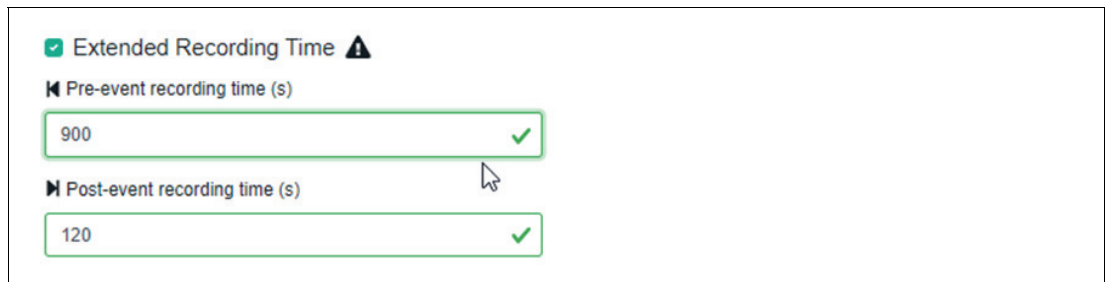 Extended Recording Time
Pre-event recording time (s)
900
Post-event recording time (s)
120